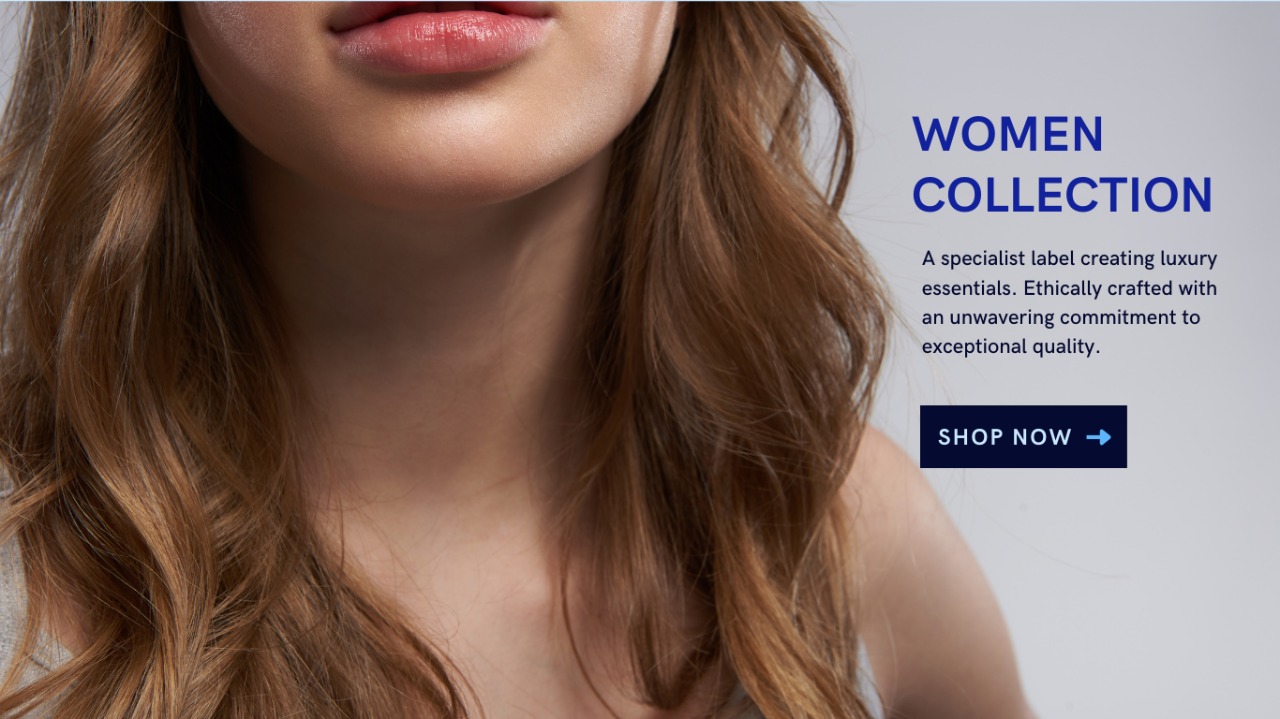 WOMEN
COLLECTION
A specialist label creating luxury
essentials. Ethically crafted with
an unwavering commitment to
exceptional quality.
SHOP NOW